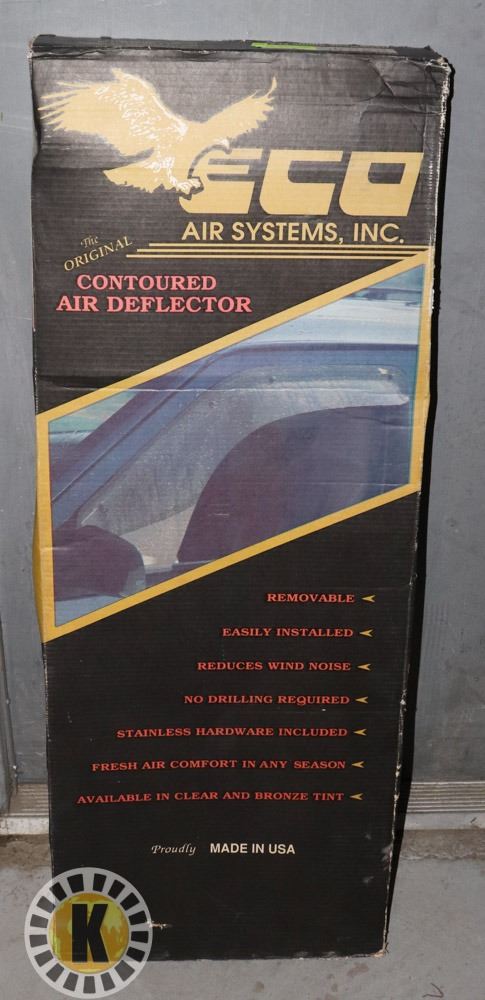 ECO
AIR SYSTEMS, INC.
The
ORIGINAL
CONTOURED
AIR DEFLECTOR
REMOVABLE
EASILY INSTALLED
REDUCES WIND NOISE
NO DRILLING REQUIRED
STAINLESS HARDWARE INCLUDED
FRESH AIR COMFORT IN ANY SEASON
AVAILABLE IN CLEAR AND BRONZE TINT
Proudly MADE IN USA
K